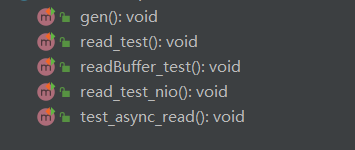 gen(): void
read_test(): void
readBuffer_test(): void
read_test_nio(): void
test_async_read(): void